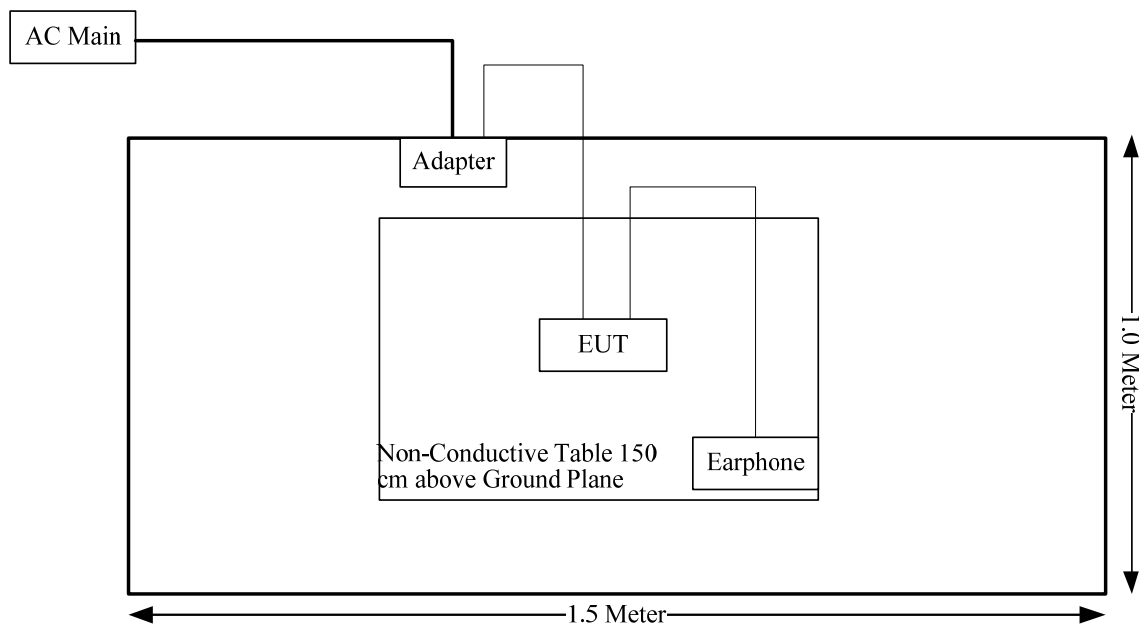 AC Main
Adapter
EUT
Non-Conductive Table 150
cm above Ground Plane
Earphone
1.0 Meter
1.5 Meter